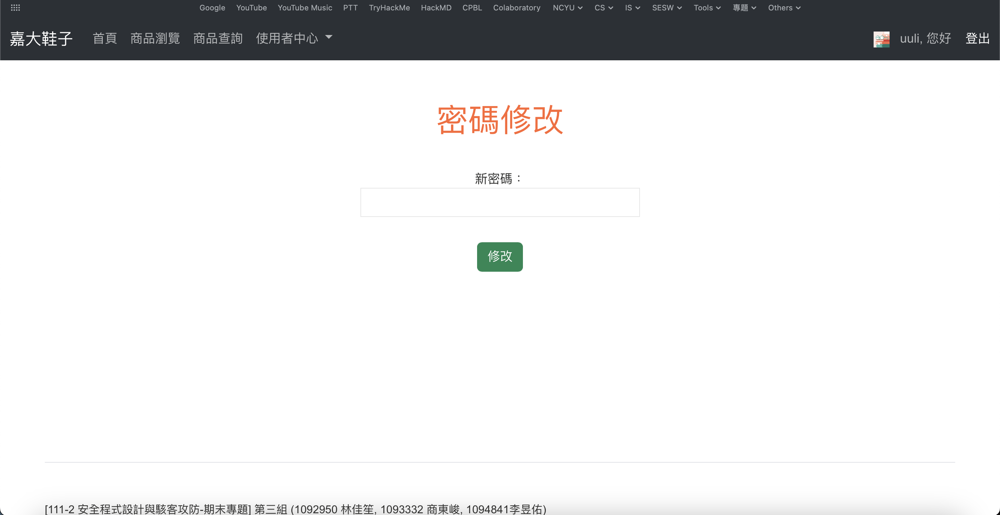 Google YouTube YouTube Music PTT TryHackMe HackMD CPBL Colaboratory NCYU CS IS SESW Tools 專題 Others
嘉大鞋子 首頁 商品瀏覽 商品查詢 使用者中心 uuli, 您好 登出
密碼修改
新密碼：
修改
[111-2 安全程式設計與駭客攻防-期末專題] 第三組 (1092950 林佳笙, 1093332 商東峻, 1094841李昱佑)